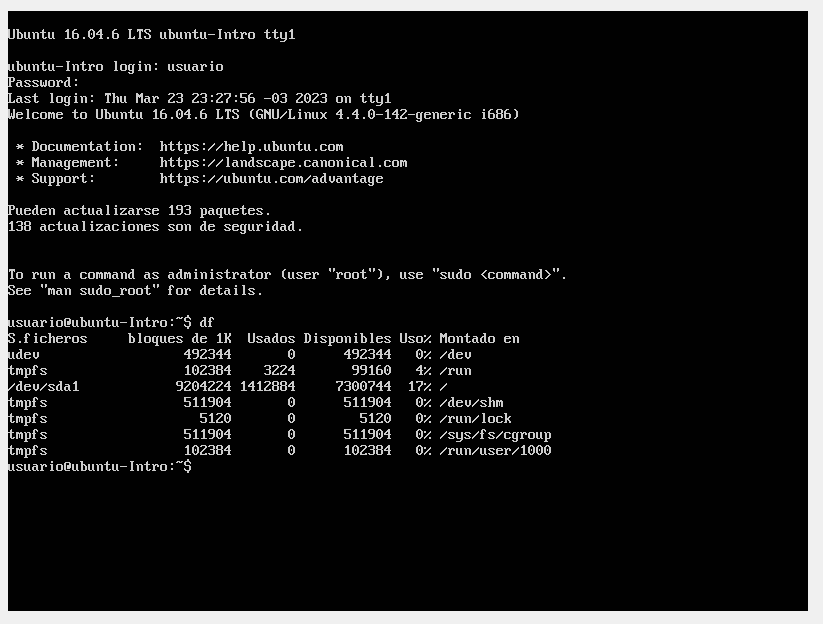 Ubuntu 16.04.6 LTS ubuntu-Intro tty1
ubuntu-Intro login: usuario
Password:
Last login: Thu Mar 23 23:27:56 -03 2023 on tty1
Welcome to Ubuntu 16.04.6 LTS (GNU/Linux 4.4.0-142-generic i686)
* Documentation:  https://help.ubuntu.com
* Management:     https://landscape.canonical.com
* Support:        https://ubuntu.com/advantage
Pueden actualizarse 193 paquetes.
138 actualizaciones son de seguridad.
To run a command as administrator (user "root"), use "sudo <command>".
See "man sudo_root" for details.
usuario@ubuntu-Intro:~$ df
S.ficheros     bloques de 1K  Usados Disponibles Uso% Montado en
udev                  492344       0      492344   0% /dev
tmpfs                 102384    3224       99160   4% /run
/dev/sda1            9204224 1412884     7300744  17% /
tmpfs                 511904       0      511904   0% /dev/shm
tmpfs                   5120       0        5120   0% /run/lock
tmpfs                 511904       0      511904   0% /sys/fs/cgroup
tmpfs                 102384       0      102384   0% /run/user/1000
usuario@ubuntu-Intro:~$